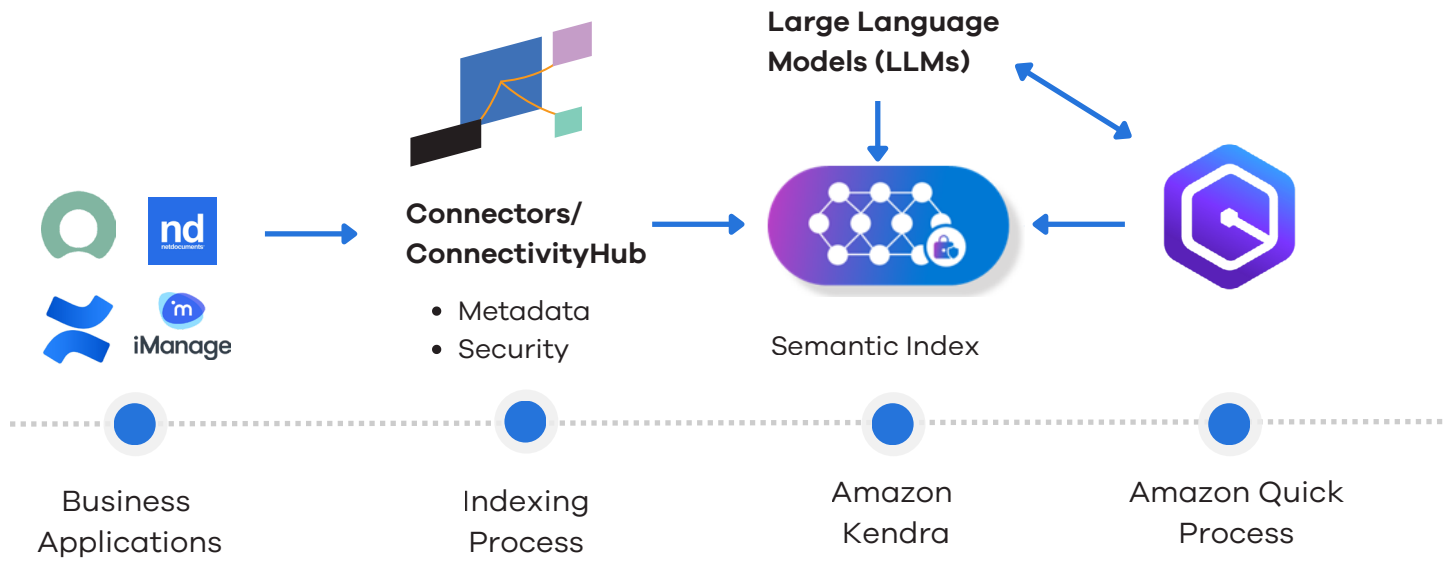 Large Language
Models (LLMs)
nd
netdocuments
m
iManage
Connectors/
ConnectivityHub
• Metadata
• Security
Semantic Index
Business
Applications
Indexing
Process
Amazon
Kendra
Amazon Quick
Process